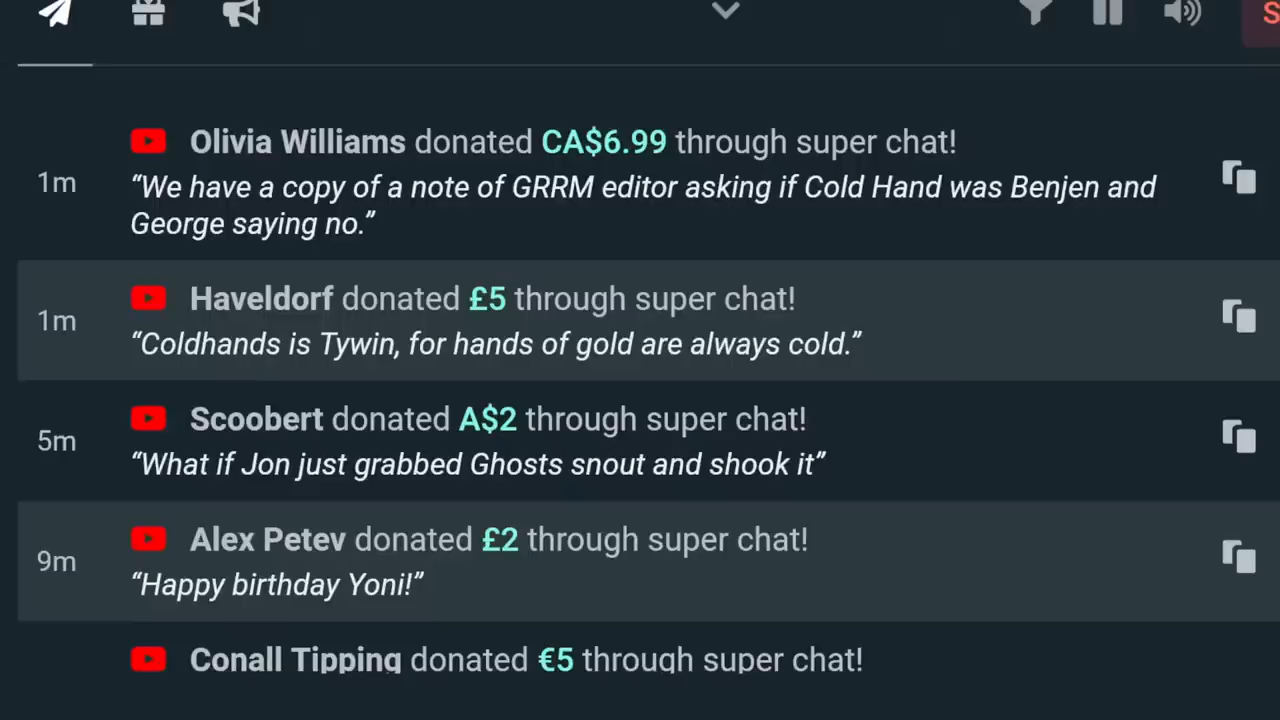 S
Olivia Williams donated CA$6.99 through super chat!
1m
“We have a copy of a note of GRRM editor asking if Cold Hand was Benjen and
George saying no.”
Haveldorf donated £5 through super chat!
1m
“Coldhands is Tywin, for hands of gold are always cold.”
Scoobert donated A$2 through super chat!
5m
“What if Jon just grabbed Ghosts snout and shook it”
Alex Petev donated £2 through super chat!
9m
“Happy birthday Yoni!”
Conall Tipping donated €5 through super chat!